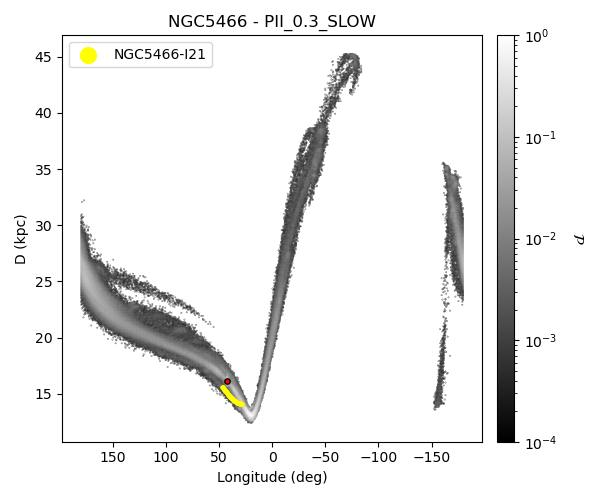 NGC5466 - PII_0.3_SLOW
NGC5466-I21
D (kpc)
45
40
35
30
25
20
15
150 100 50 0 −50 −100 −150
Longitude (deg)
10⁰
10⁻¹
10⁻²
10⁻³
10⁻⁴
𝒫